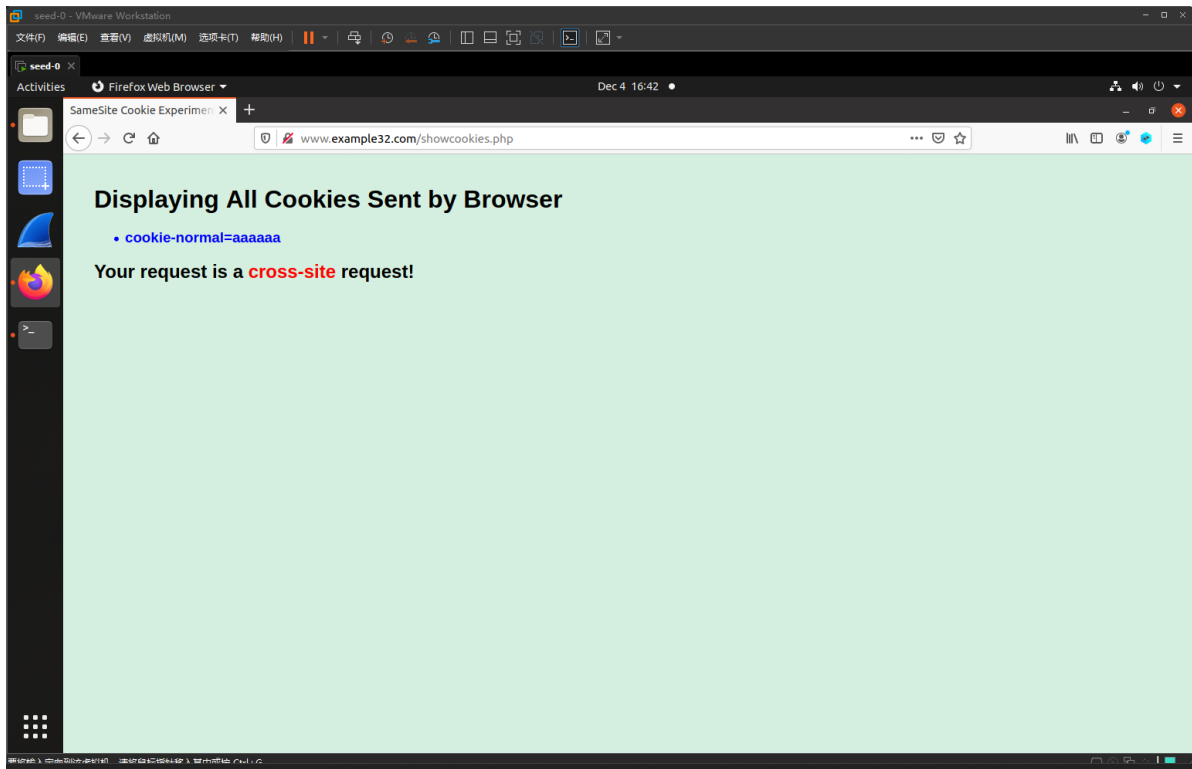 seed-0 - VMware Workstation
文件(F) 编辑(E) 查看(V) 虚拟机(M) 选项卡(T) 帮助(H)
seed-0
Activities Firefox Web Browser Dec 4 16:42
SameSite Cookie Experimen
www.example32.com/showcookies.php
Displaying All Cookies Sent by Browser
cookie-normal=aaaaaa
Your request is a cross-site request!